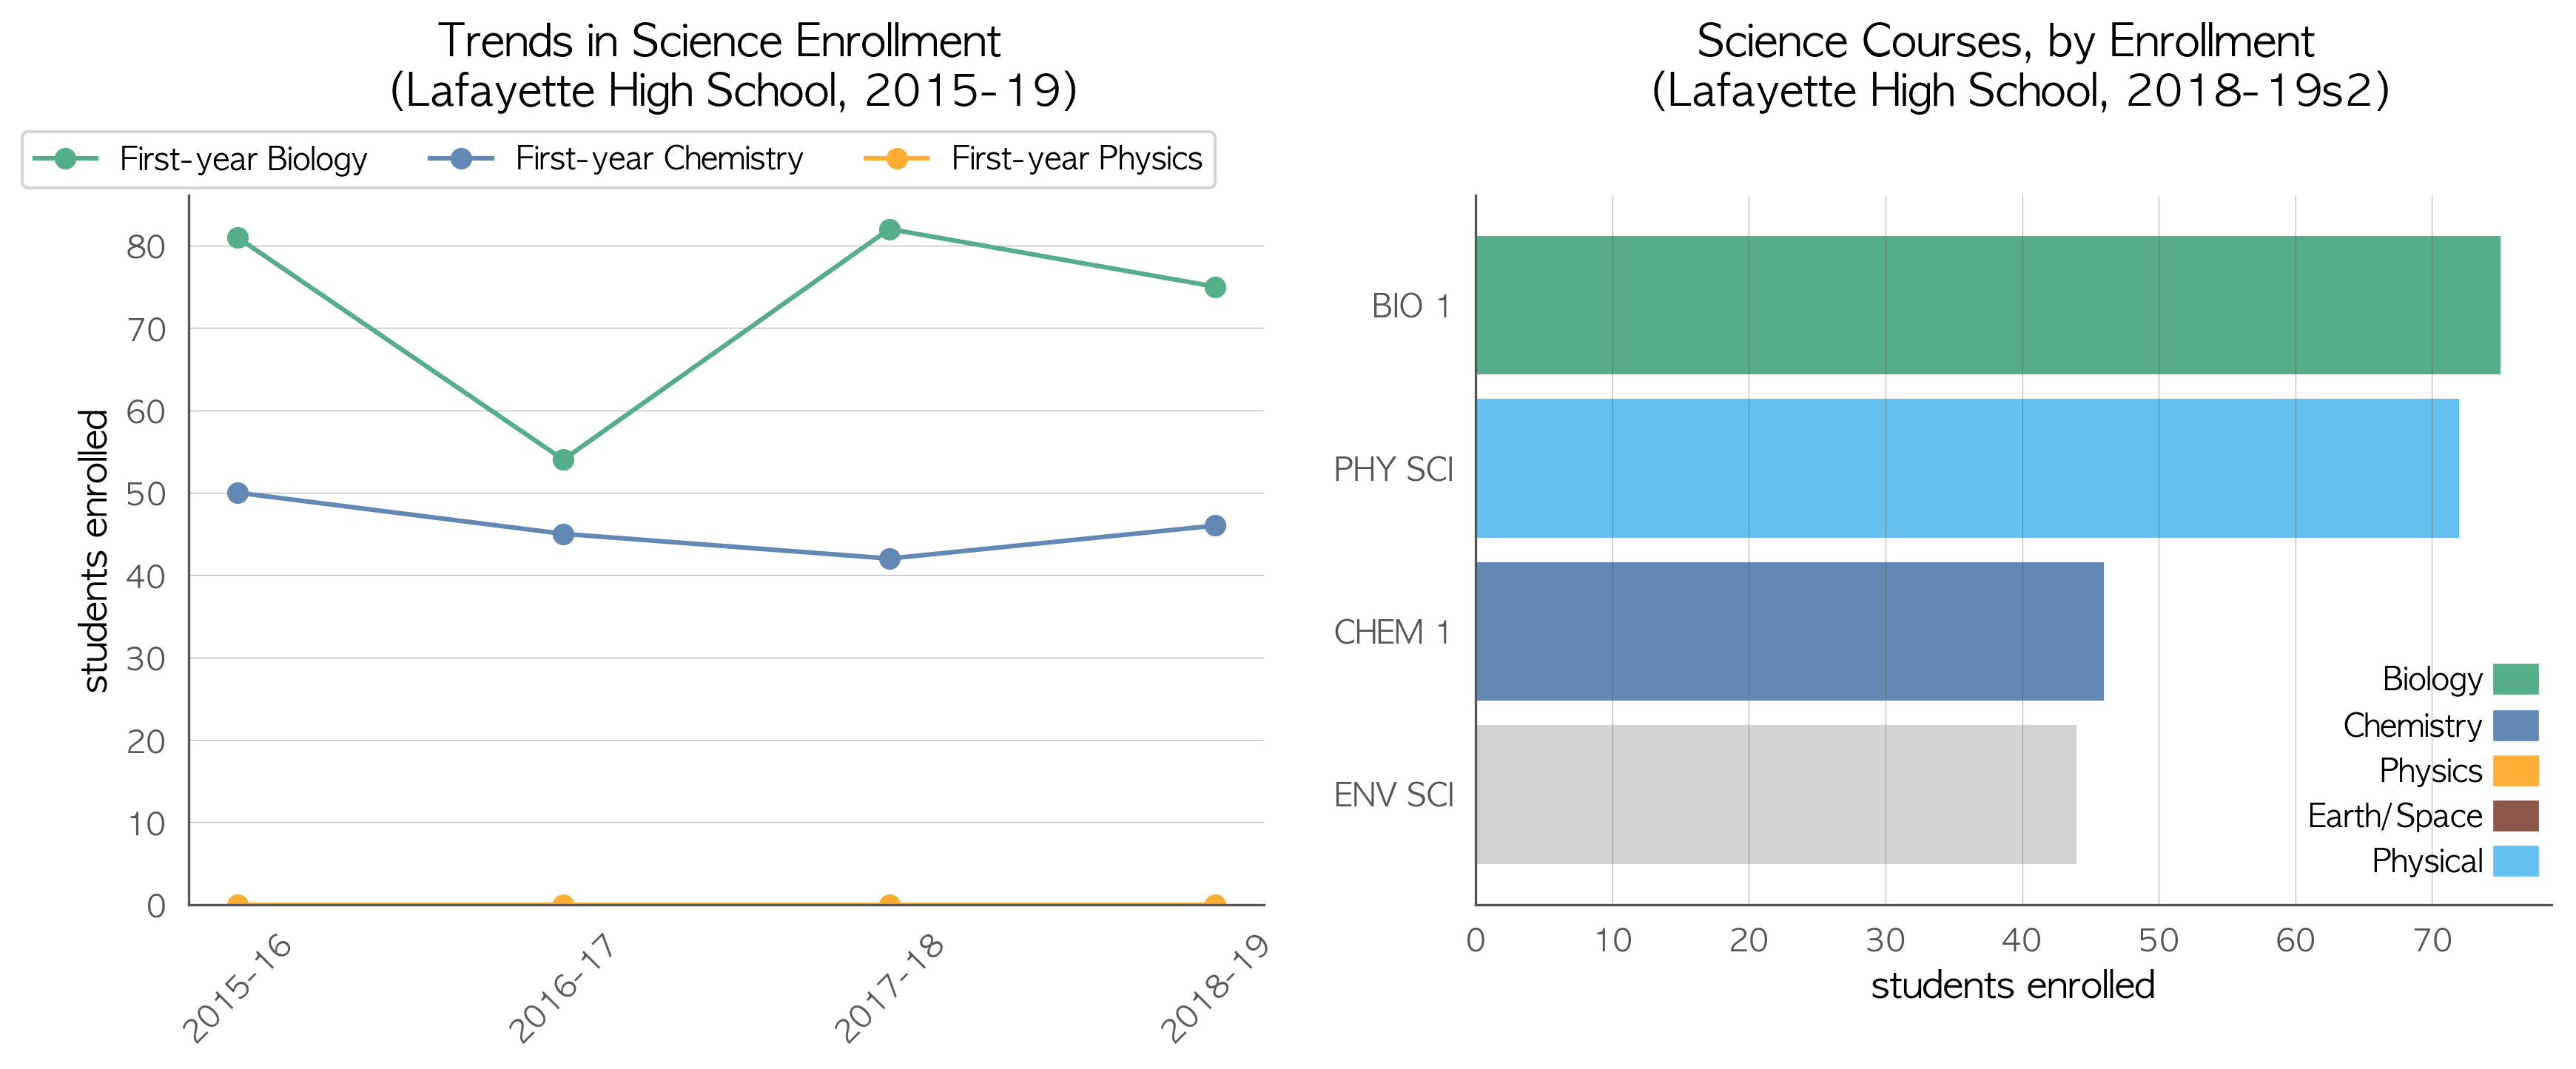 Trends in Science Enrollment
(Lafayette High School, 2015-19)
First-year Biology
First-year Chemistry
First-year Physics
80
70
60
50
40
30
20
10
0
students enrolled
2015-16
2016-17
2017-18
2018-19
Science Courses, by Enrollment
(Lafayette High School, 2018-19s2)
BIO 1
PHY SCI
CHEM 1
ENV SCI
Biology
Chemistry
Physics
Earth/Space
Physical
0
10
20
30
40
50
60
70
students enrolled